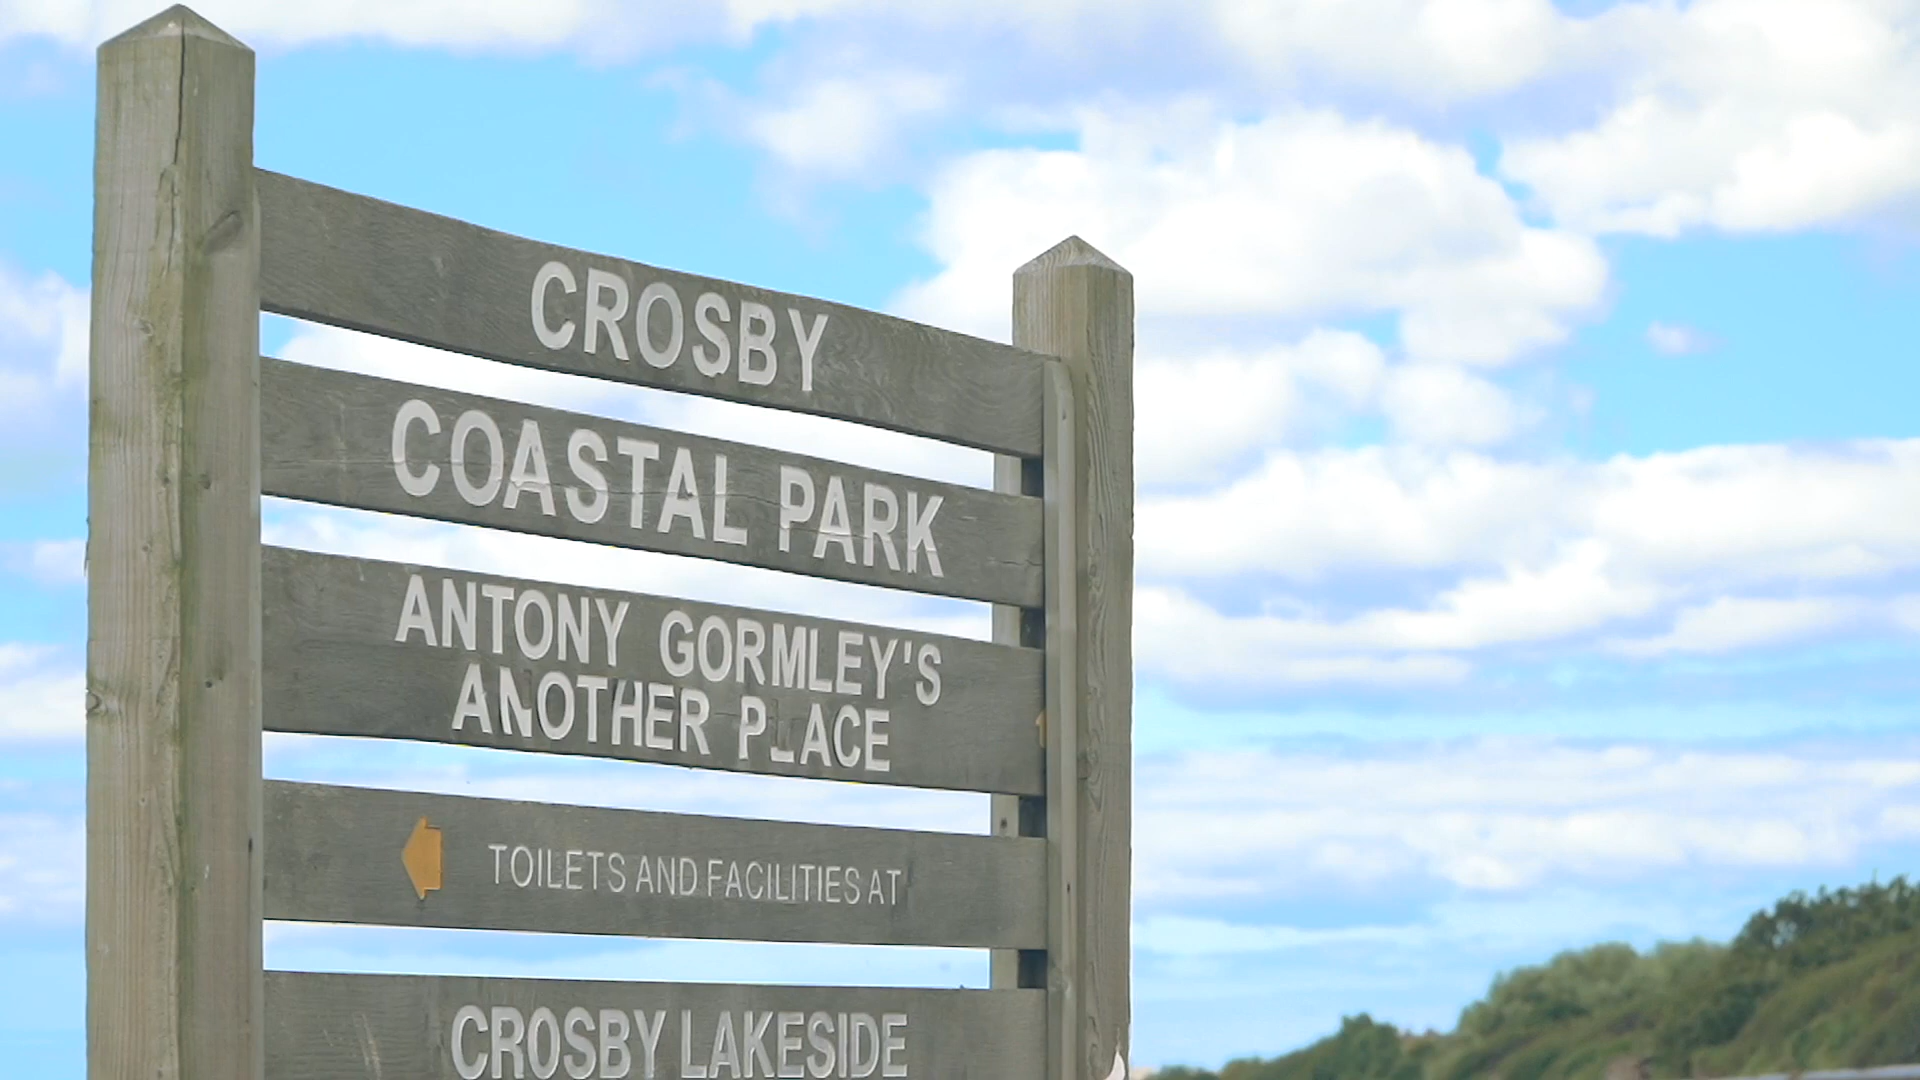 CROSBY
COASTAL PARK
ANTONY GORMLEY'S
ANOTHER PLACE
TOILETS AND FACILITIES AT
CROSBY LAKESIDE